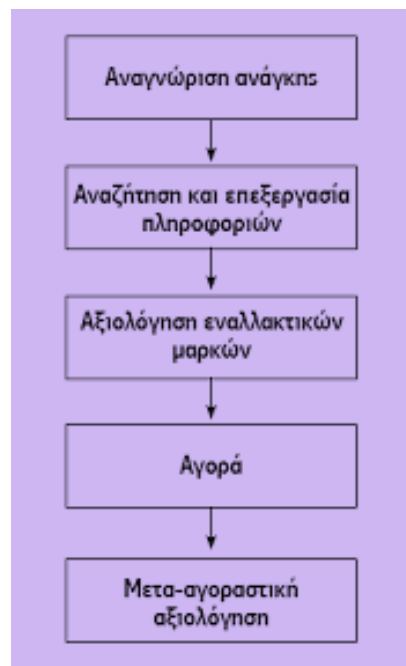 Αναγνώριση ανάγκης
Αναζήτηση και επεξεργασία
πληροφοριών
Αξιολόγηση εναλλακτικών
μαρκών
Αγορά
Μετα-αγοραστική
αξιολόγηση